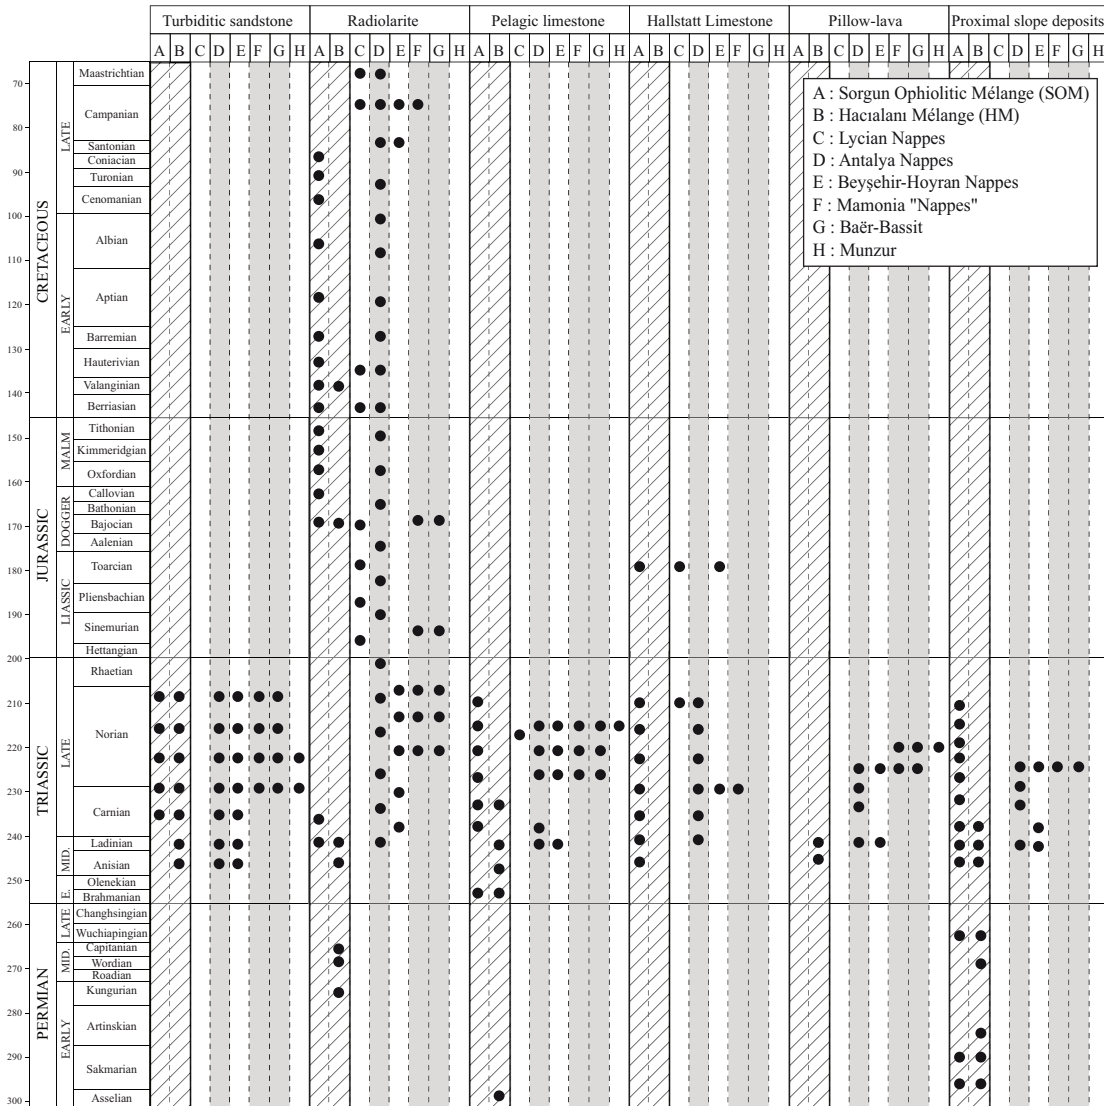 Turbiditic sandstone Radiolarite Pelagic limestone Hallstatt Limestone Pillow-lava Proximal slope deposits
A B C D E F G H A B C D E F G H A B C D E F G H A B C D E F G H A B C D E F G H A B C D E F G H
A : Sorgun Ophiolitic Mélange (SOM)
B : Hacıalanı Mélange (HM)
C : Lycian Nappes
D : Antalya Nappes
E : Beyşehir-Hoyran Nappes
F : Mamonia "Nappes"
G : Baër-Bassit
H : Munzur
CRETACEOUS
LATE
Maastrichtian
70
Campanian
80
Santonian
Coniacian
90
Turonian
Cenomanian
100
EARLY
Albian
110
Aptian
120
Barremian
130
Hauterivian
Valanginian
140
Berriasian
JURASSIC
MALM
Tithonian
150
Kimmeridgian
Oxfordian
160
DOGGER
Callovian
Bathonian
170
Bajocian
Aalenian
LIASSIC
Toarcian
180
Pliensbachian
190
Sinemurian
Hettangian
200
TRIASSIC
LATE
Rhaetian
210
Norian
220
230
Carnian
240
MID.
Ladinian
Anisian
250
E.
Olenekian
Brahmanian
PERMIAN
LATE
Changhsingian
260
Wuchiapingian
MID.
Capitanian
Wordian
270
Roadian
EARLY
Kungurian
280
Artinskian
290
Sakmarian
Asselian
300